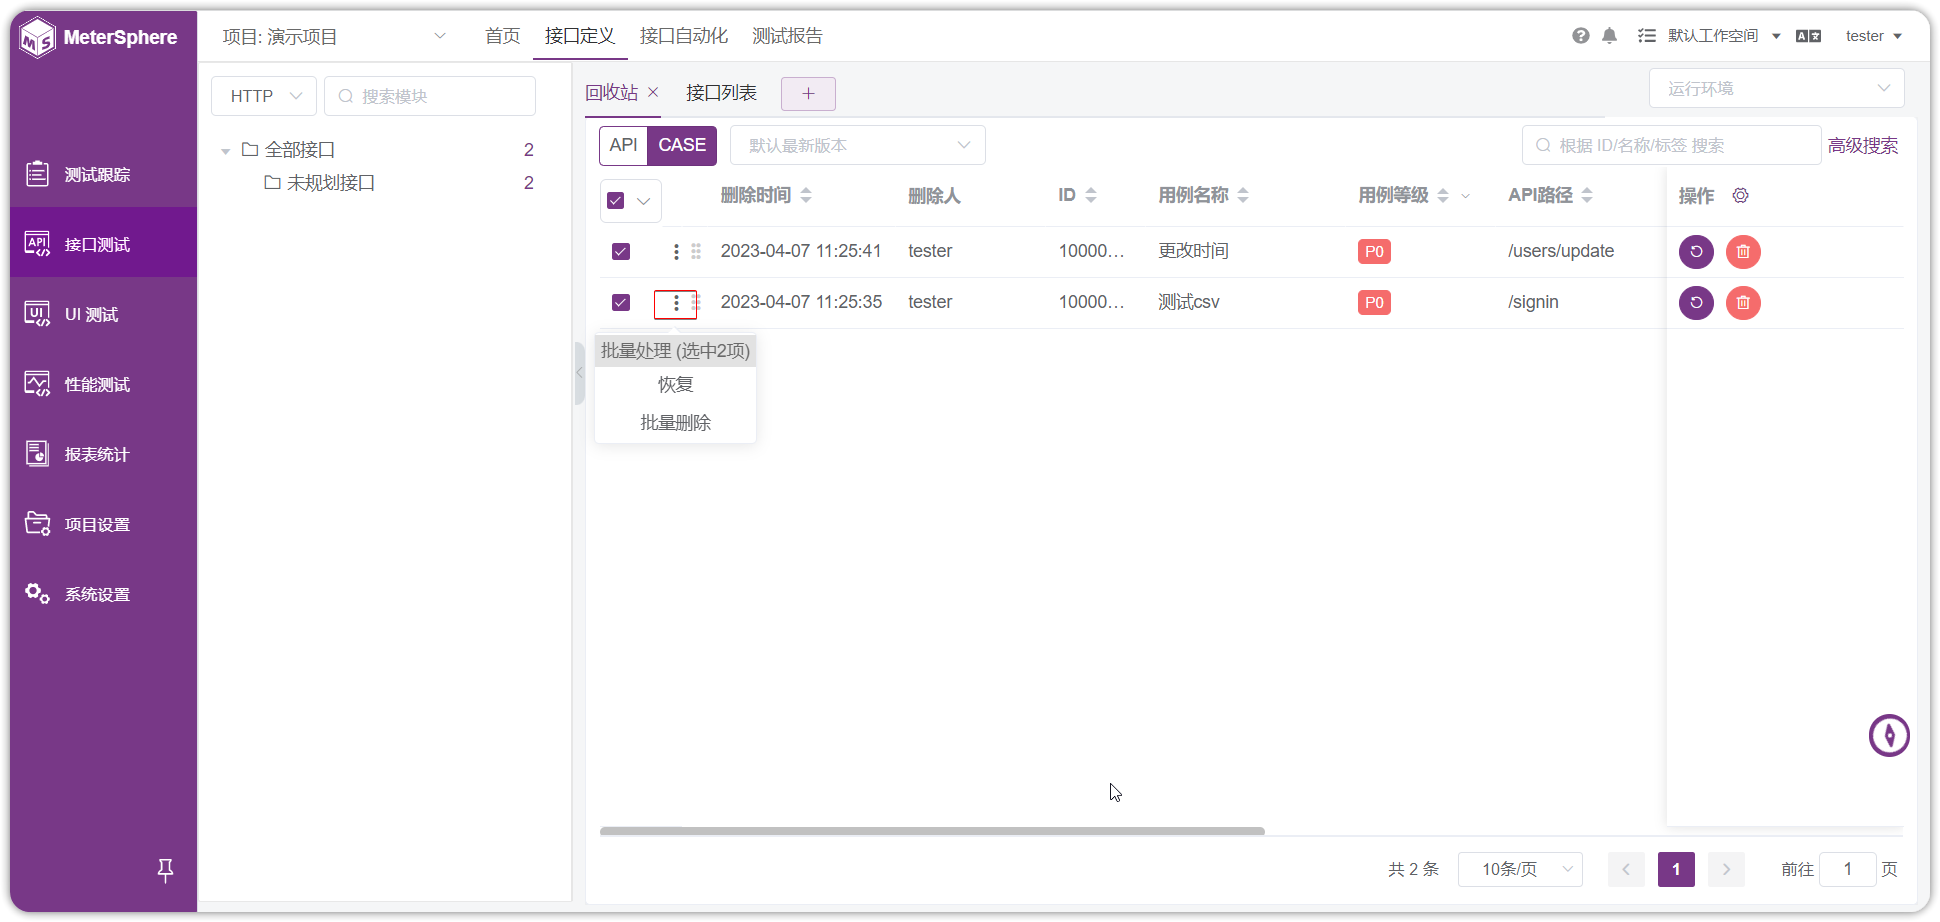 MeterSphere
项目: 演示项目
首页
接口定义
接口自动化
测试报告
默认工作空间
tester
测试跟踪
接口测试
UI 测试
性能测试
报表统计
项目设置
系统设置
HTTP
搜索模块
全部接口 2
未规划接口 2
回收站
接口列表
+
运行环境
API
CASE
默认最新版本
根据 ID/名称/标签 搜索
高级搜索
删除时间 删除人 ID 用例名称 用例等级 API路径 操作
2023-04-07 11:25:41 tester 10000... 更改时间 P0 /users/update
2023-04-07 11:25:35 tester 10000... 测试csv P0 /signin
批量处理 (选中2项)
恢复
批量删除
共 2 条
10条/页
1
前往 1 页